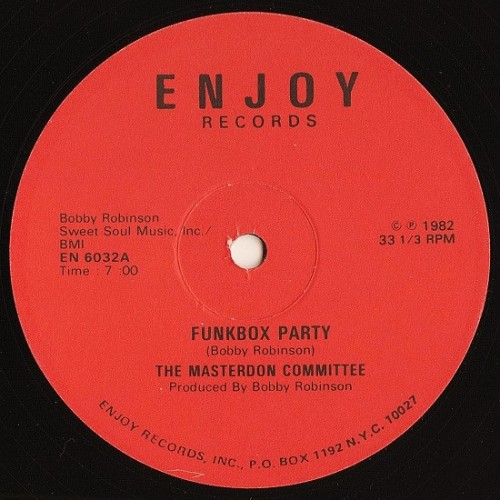 ENJOY
RECORDS
Bobby Robinson
Sweet Soul Music, Inc./
BMI
EN 6032A
Time : 7 :00
© ℗ 1982
33 1/3 RPM
FUNKBOX PARTY
(Bobby Robinson)
THE MASTERDON COMMITTEE
Produced By Bobby Robinson
ENJOY RECORDS, INC., P.O. BOX 1192 N.Y.C. 10027